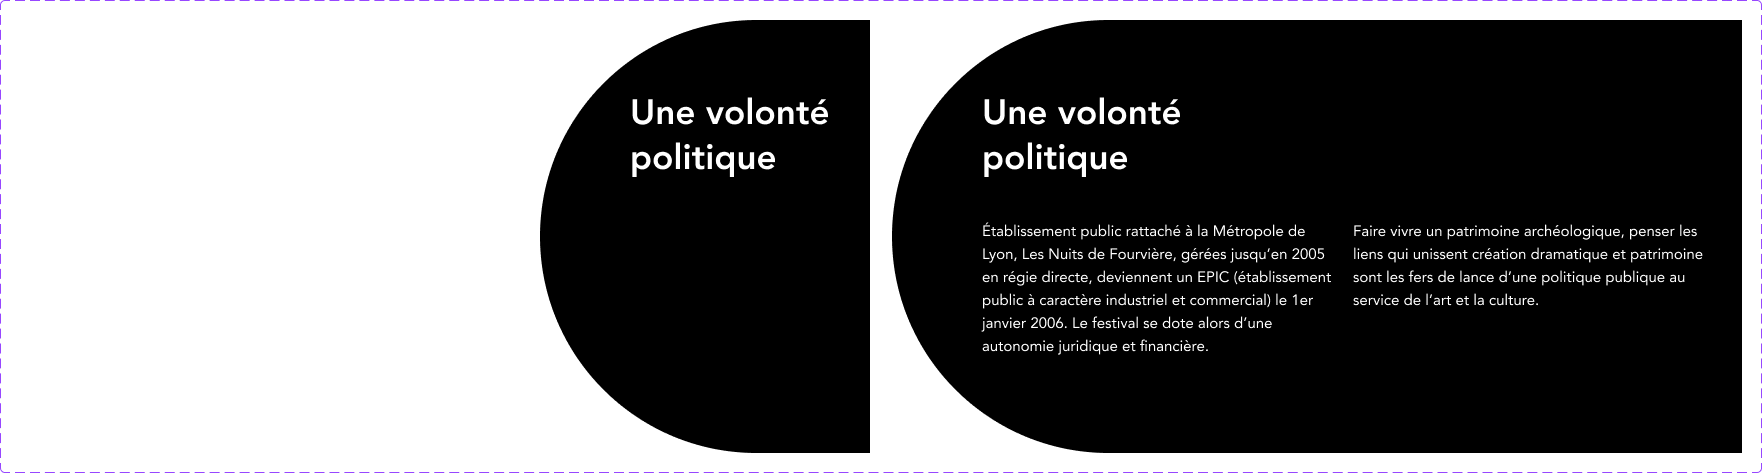 Une volonté
politique
Une volonté
politique
Établissement public rattaché à la Métropole de
Lyon, Les Nuits de Fourvière, gérées jusqu’en 2005
en régie directe, deviennent un EPIC (établissement
public à caractère industriel et commercial) le 1er
janvier 2006. Le festival se dote alors d’une
autonomie juridique et financière.
Faire vivre un patrimoine archéologique, penser les
liens qui unissent création dramatique et patrimoine
sont les fers de lance d’une politique publique au
service de l’art et la culture.